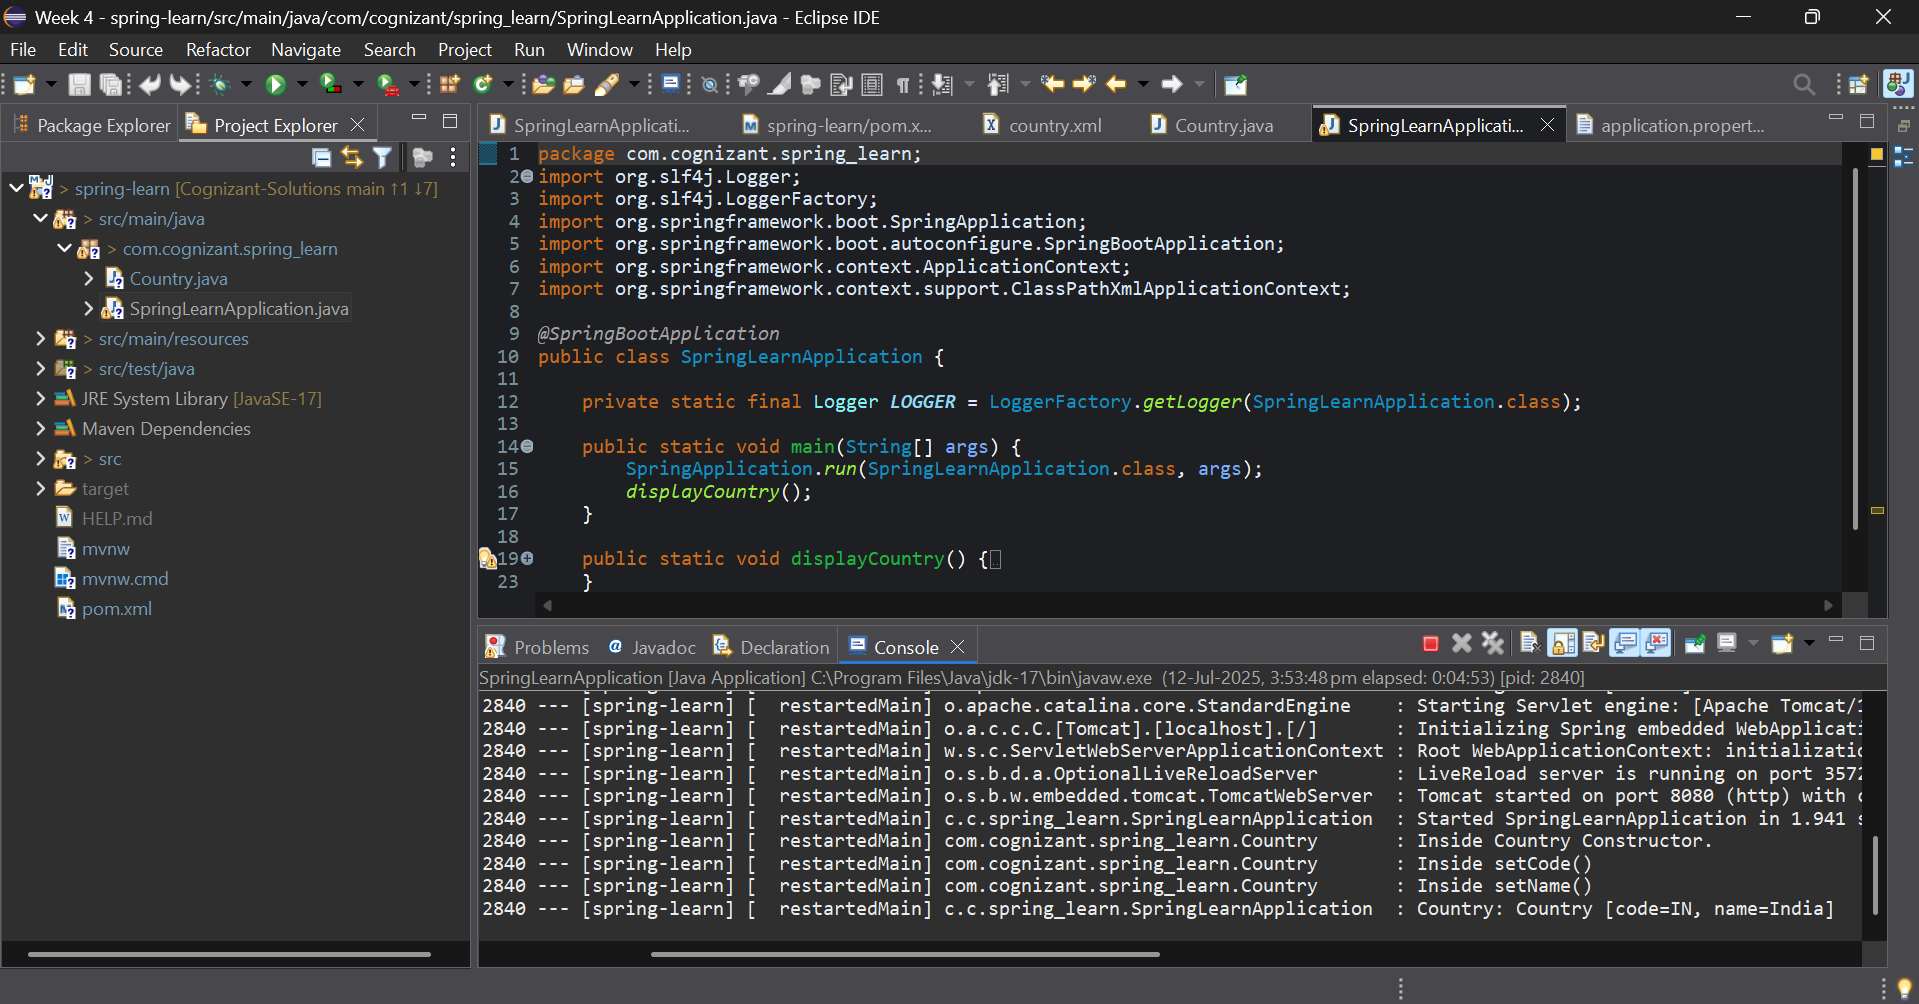 Week 4 - spring-learn/src/main/java/com/cognizant/spring_learn/SpringLearnApplication.java - Eclipse IDE
File Edit Source Refactor Navigate Search Project Run Window Help
Package Explorer
Project Explorer
> spring-learn [Cognizant-Solutions main ↑1 ↓7]
> src/main/java
> com.cognizant.spring_learn
Country.java
SpringLearnApplication.java
> src/main/resources
> src/test/java
JRE System Library [JavaSE-17]
Maven Dependencies
> src
target
HELP.md
mvnw
mvnw.cmd
pom.xml
SpringLearnApplicati...
spring-learn/pom.x...
country.xml
Country.java
SpringLearnApplicati...
application.propert...
1 package com.cognizant.spring_learn;
2 import org.slf4j.Logger;
3 import org.slf4j.LoggerFactory;
4 import org.springframework.boot.SpringApplication;
5 import org.springframework.boot.autoconfigure.SpringBootApplication;
6 import org.springframework.context.ApplicationContext;
7 import org.springframework.context.support.ClassPathXmlApplicationContext;
8
9 @SpringBootApplication
10 public class SpringLearnApplication {
11
12 private static final Logger LOGGER = LoggerFactory.getLogger(SpringLearnApplication.class);
13
14 public static void main(String[] args) {
15 SpringApplication.run(SpringLearnApplication.class, args);
16 displayCountry();
17 }
18
19 public static void displayCountry() {
23 }
Problems @ Javadoc Declaration Console
SpringLearnApplication [Java Application] C:\Program Files\Java\jdk-17\bin\javaw.exe (12-Jul-2025, 3:53:48 pm elapsed: 0:04:53) [pid: 2840]
2840 --- [spring-learn] [ restartedMain] o.apache.catalina.core.StandardEngine : Starting Servlet engine: [Apache Tomcat/1
2840 --- [spring-learn] [ restartedMain] o.a.c.c.C.[Tomcat].[localhost].[/] : Initializing Spring embedded WebApplicati
2840 --- [spring-learn] [ restartedMain] w.s.c.ServletWebServerApplicationContext : Root WebApplicationContext: initializatic
2840 --- [spring-learn] [ restartedMain] o.s.b.d.a.OptionalLiveReloadServer : LiveReload server is running on port 3572
2840 --- [spring-learn] [ restartedMain] o.s.b.w.embedded.tomcat.TomcatWebServer : Tomcat started on port 8080 (http) with c
2840 --- [spring-learn] [ restartedMain] c.c.spring_learn.SpringLearnApplication : Started SpringLearnApplication in 1.941 s
2840 --- [spring-learn] [ restartedMain] com.cognizant.spring_learn.Country : Inside Country Constructor.
2840 --- [spring-learn] [ restartedMain] com.cognizant.spring_learn.Country : Inside setCode()
2840 --- [spring-learn] [ restartedMain] com.cognizant.spring_learn.Country : Inside setName()
2840 --- [spring-learn] [ restartedMain] c.c.spring_learn.SpringLearnApplication : Country: Country [code=IN, name=India]